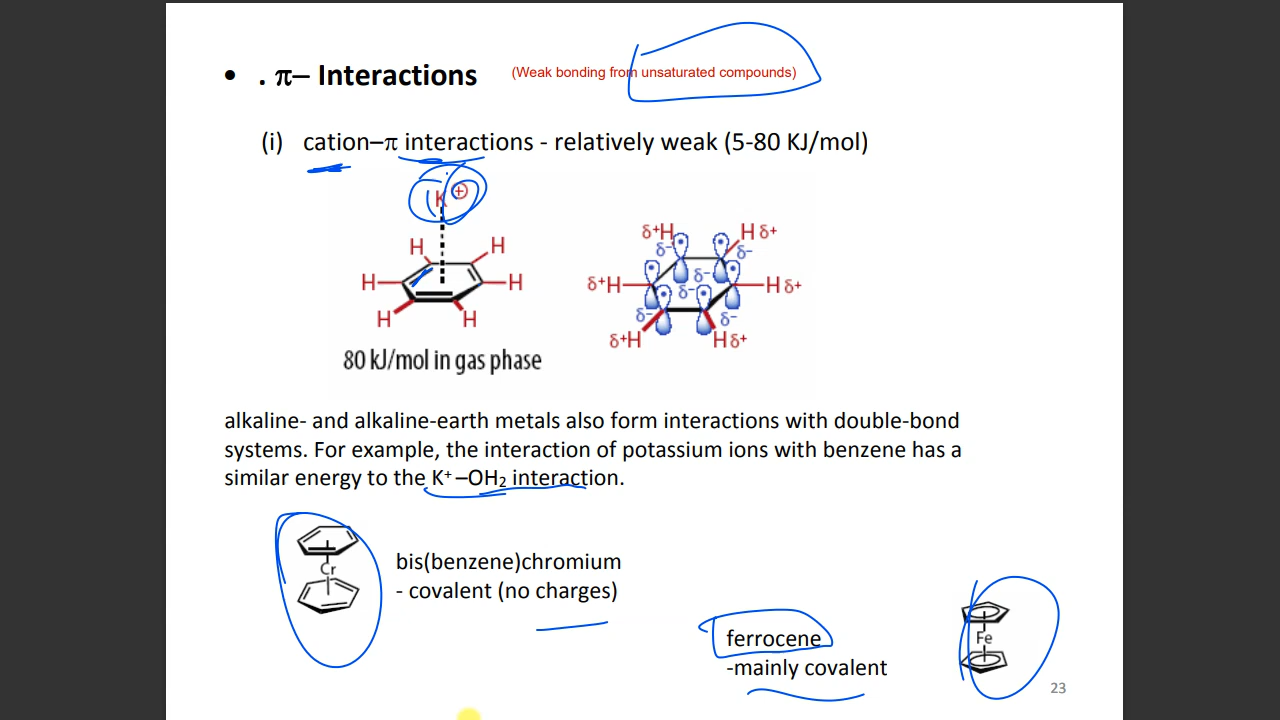 • . π– Interactions (Weak bonding from unsaturated compounds)
(i) cation–π interactions - relatively weak (5-80 KJ/mol)
K +
H H
H H
H H
δ+H H δ+
δ- δ-
δ+H δ- H δ+
δ-
δ- δ-
δ+H H δ+
80 kJ/mol in gas phase
alkaline- and alkaline-earth metals also form interactions with double-bond
systems. For example, the interaction of potassium ions with benzene has a
similar energy to the K⁺ –OH₂ interaction.
Cr
bis(benzene)chromium
- covalent (no charges)
ferrocene
-mainly covalent
Fe
23